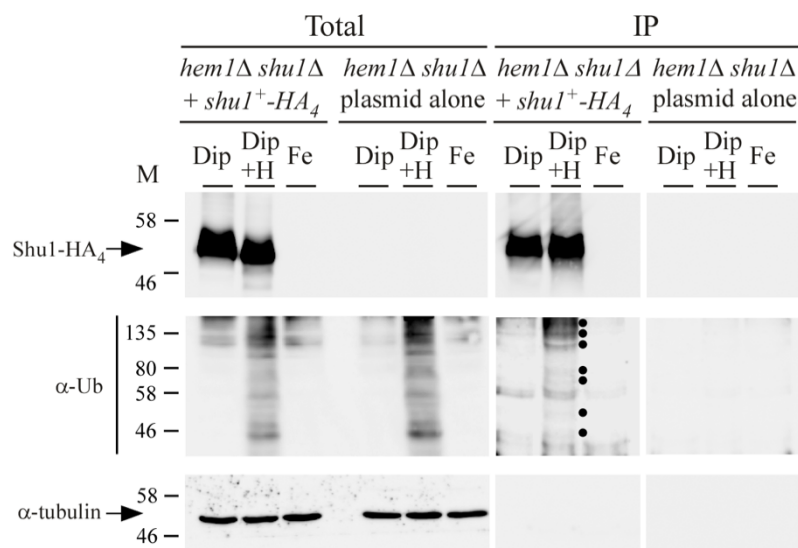 Total IP
hem1Δ shu1Δ hem1Δ shu1Δ hem1Δ shu1Δ hem1Δ shu1Δ
+ shu1⁺-HA₄ plasmid alone + shu1⁺-HA₄ plasmid alone
Dip Dip +H Fe Dip Dip +H Fe Dip Dip +H Fe Dip Dip +H Fe
M
58
Shu1-HA₄
46
135
80
α-Ub
58
46
58
α-tubulin
46